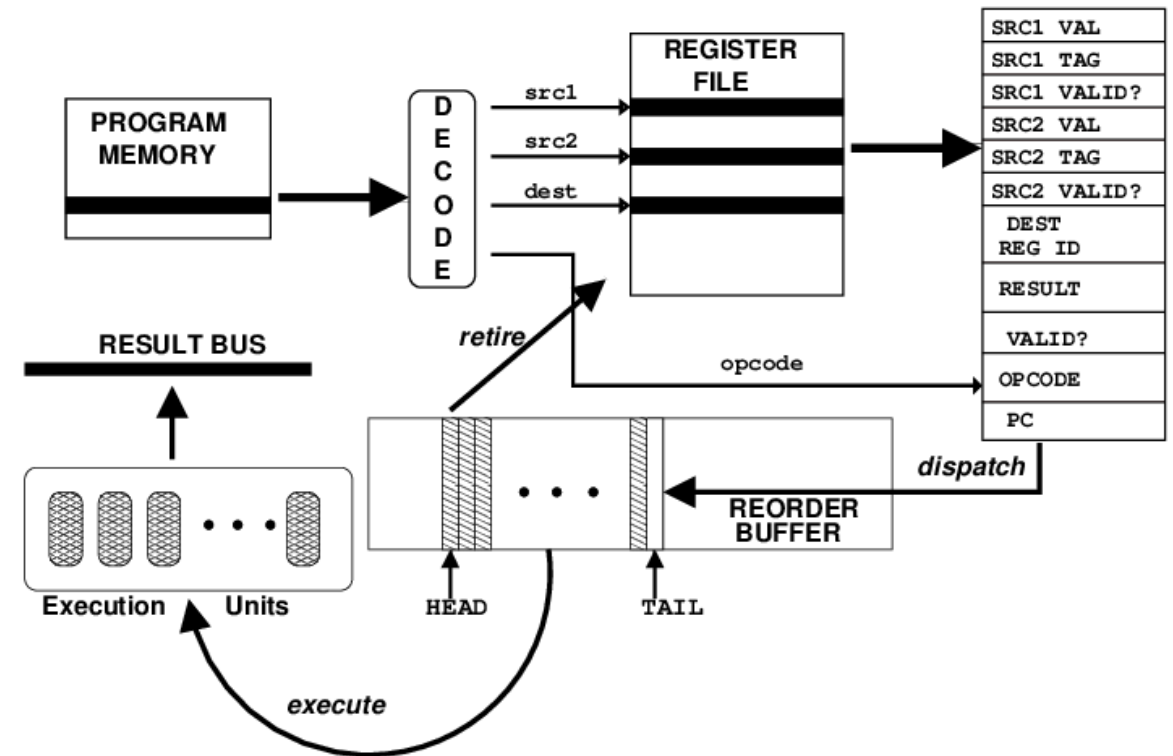 PROGRAM
MEMORY
D
E
C
O
D
E
src1
src2
dest
REGISTER
FILE
SRC1 VAL
SRC1 TAG
SRC1 VALID?
SRC2 VAL
SRC2 TAG
SRC2 VALID?
DEST
REG ID
RESULT
VALID?
OPCODE
PC
retire
opcode
RESULT BUS
dispatch
REORDER
BUFFER
Execution Units
HEAD
TAIL
execute